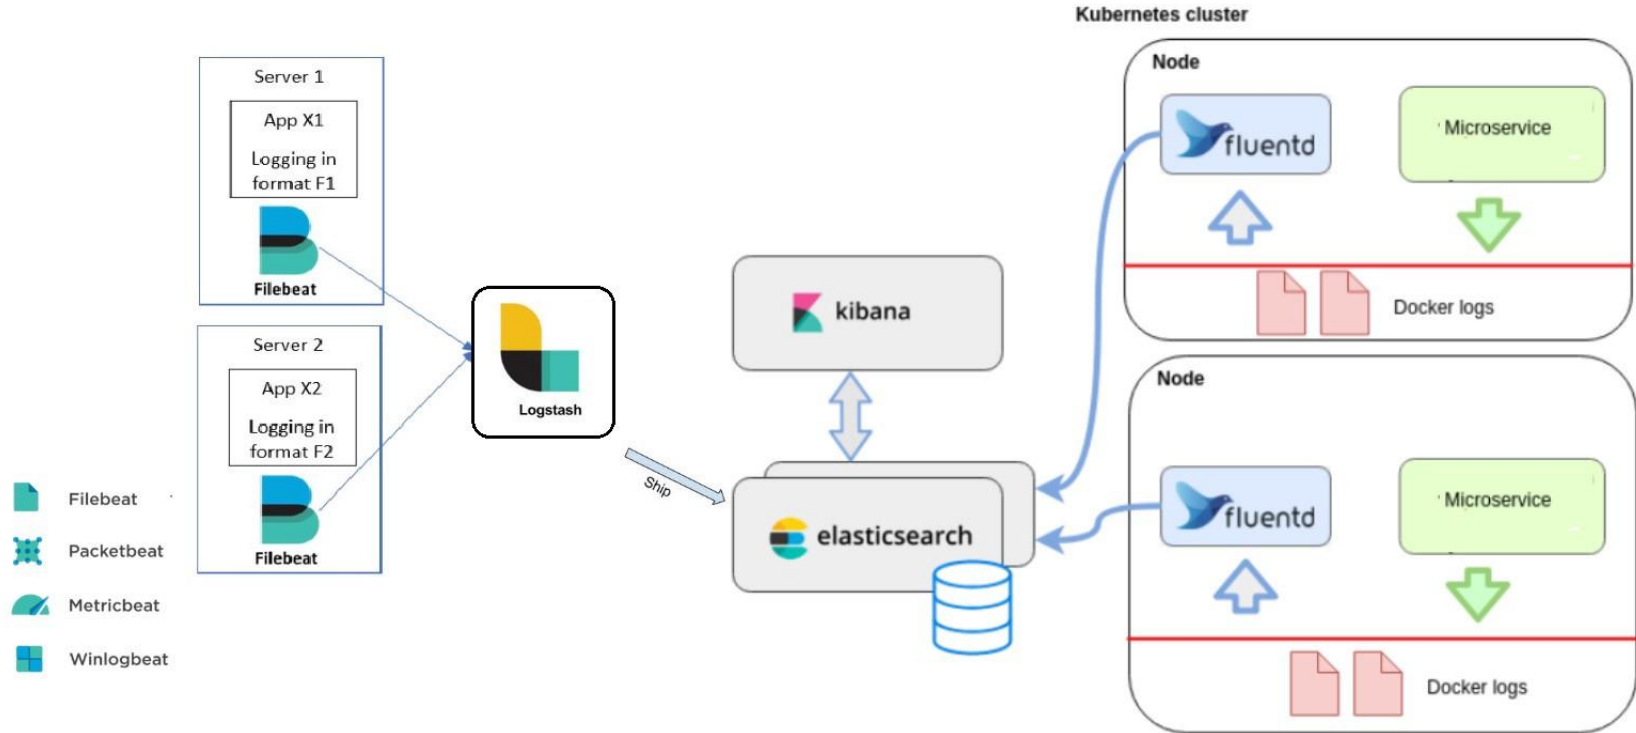 Kubernetes cluster
Server 1
App X1
Logging in
format F1
Filebeat
Server 2
App X2
Logging in
format F2
Filebeat
Filebeat
Packetbeat
Metricbeat
Winlogbeat
Logstash
Ship
kibana
elasticsearch
Node
fluentd
Microservice
Docker logs
Node
fluentd
Microservice
Docker logs